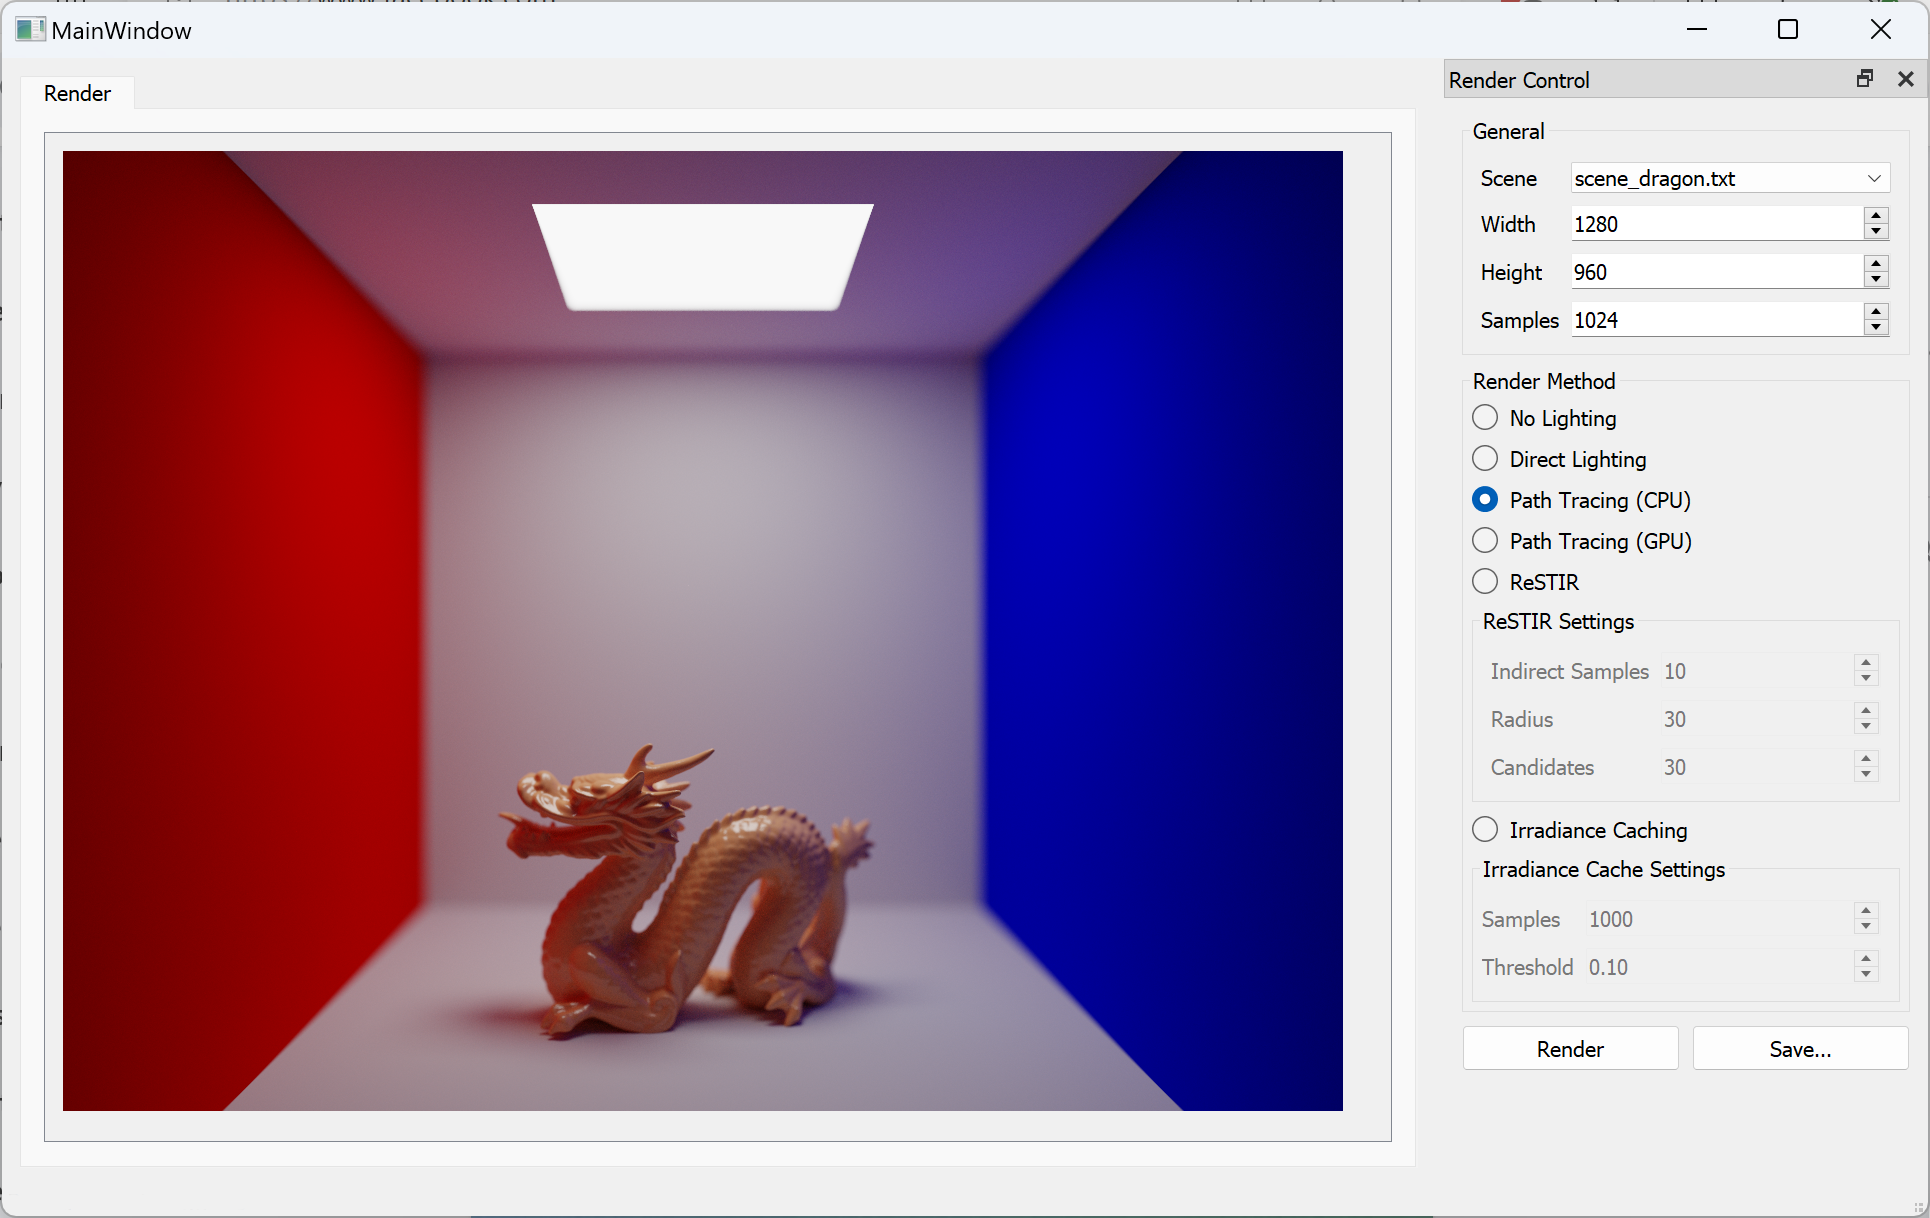 MainWindow
Render
Render Control
General
Scene scene_dragon.txt
Width 1280
Height 960
Samples 1024
Render Method
No Lighting
Direct Lighting
Path Tracing (CPU)
Path Tracing (GPU)
ReSTIR
ReSTIR Settings
Indirect Samples 10
Radius 30
Candidates 30
Irradiance Caching
Irradiance Cache Settings
Samples 1000
Threshold 0.10
Render Save...